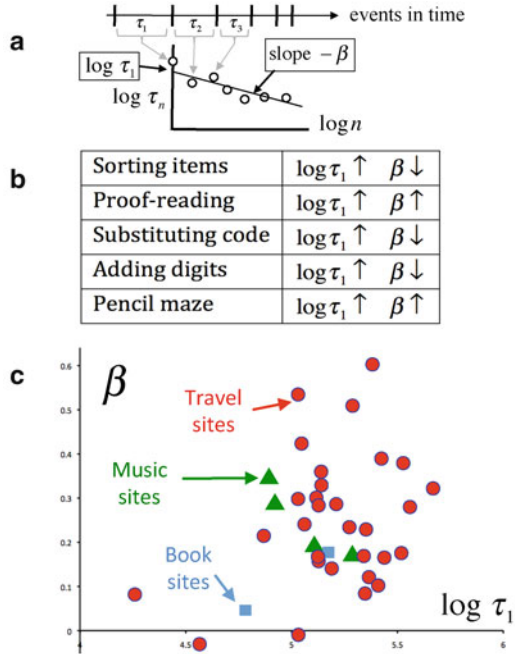 events in time
a
τ₁ τ₂ τ₃
log τ₁
slope − β
log τₙ
log n
b
Sorting items log τ₁ ↑ β ↓
Proof-reading log τ₁ ↑ β ↑
Substituting code log τ₁ ↑ β ↓
Adding digits log τ₁ ↑ β ↓
Pencil maze log τ₁ ↑ β ↑
c
β
0.6
0.5
0.4
0.3
0.2
0.1
0
Travel
sites
Music
sites
Book
sites
log τ₁
4 4.5 5 5.5 6